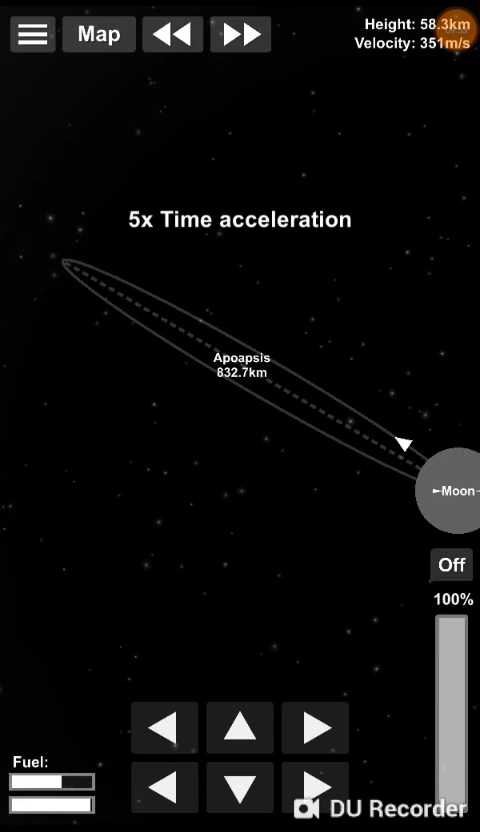 Map
Height: 58.3km
Velocity: 351m/s
5x Time acceleration
Apoapsis
832.7km
Moon
Off
100%
Fuel:
DU Recorder